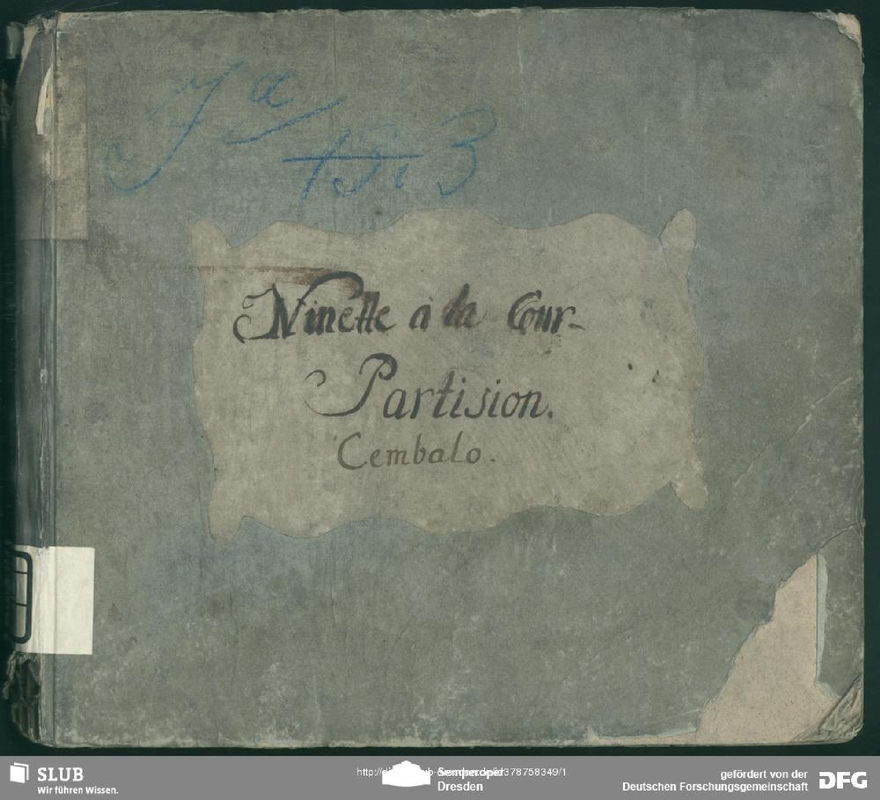 Ninette à la Cour
Partision.
Cembalo.
SLUB
Wir führen Wissen.
Semperoper
Dresden
gefördert von der
Deutschen Forschungsgemeinschaft
DFG